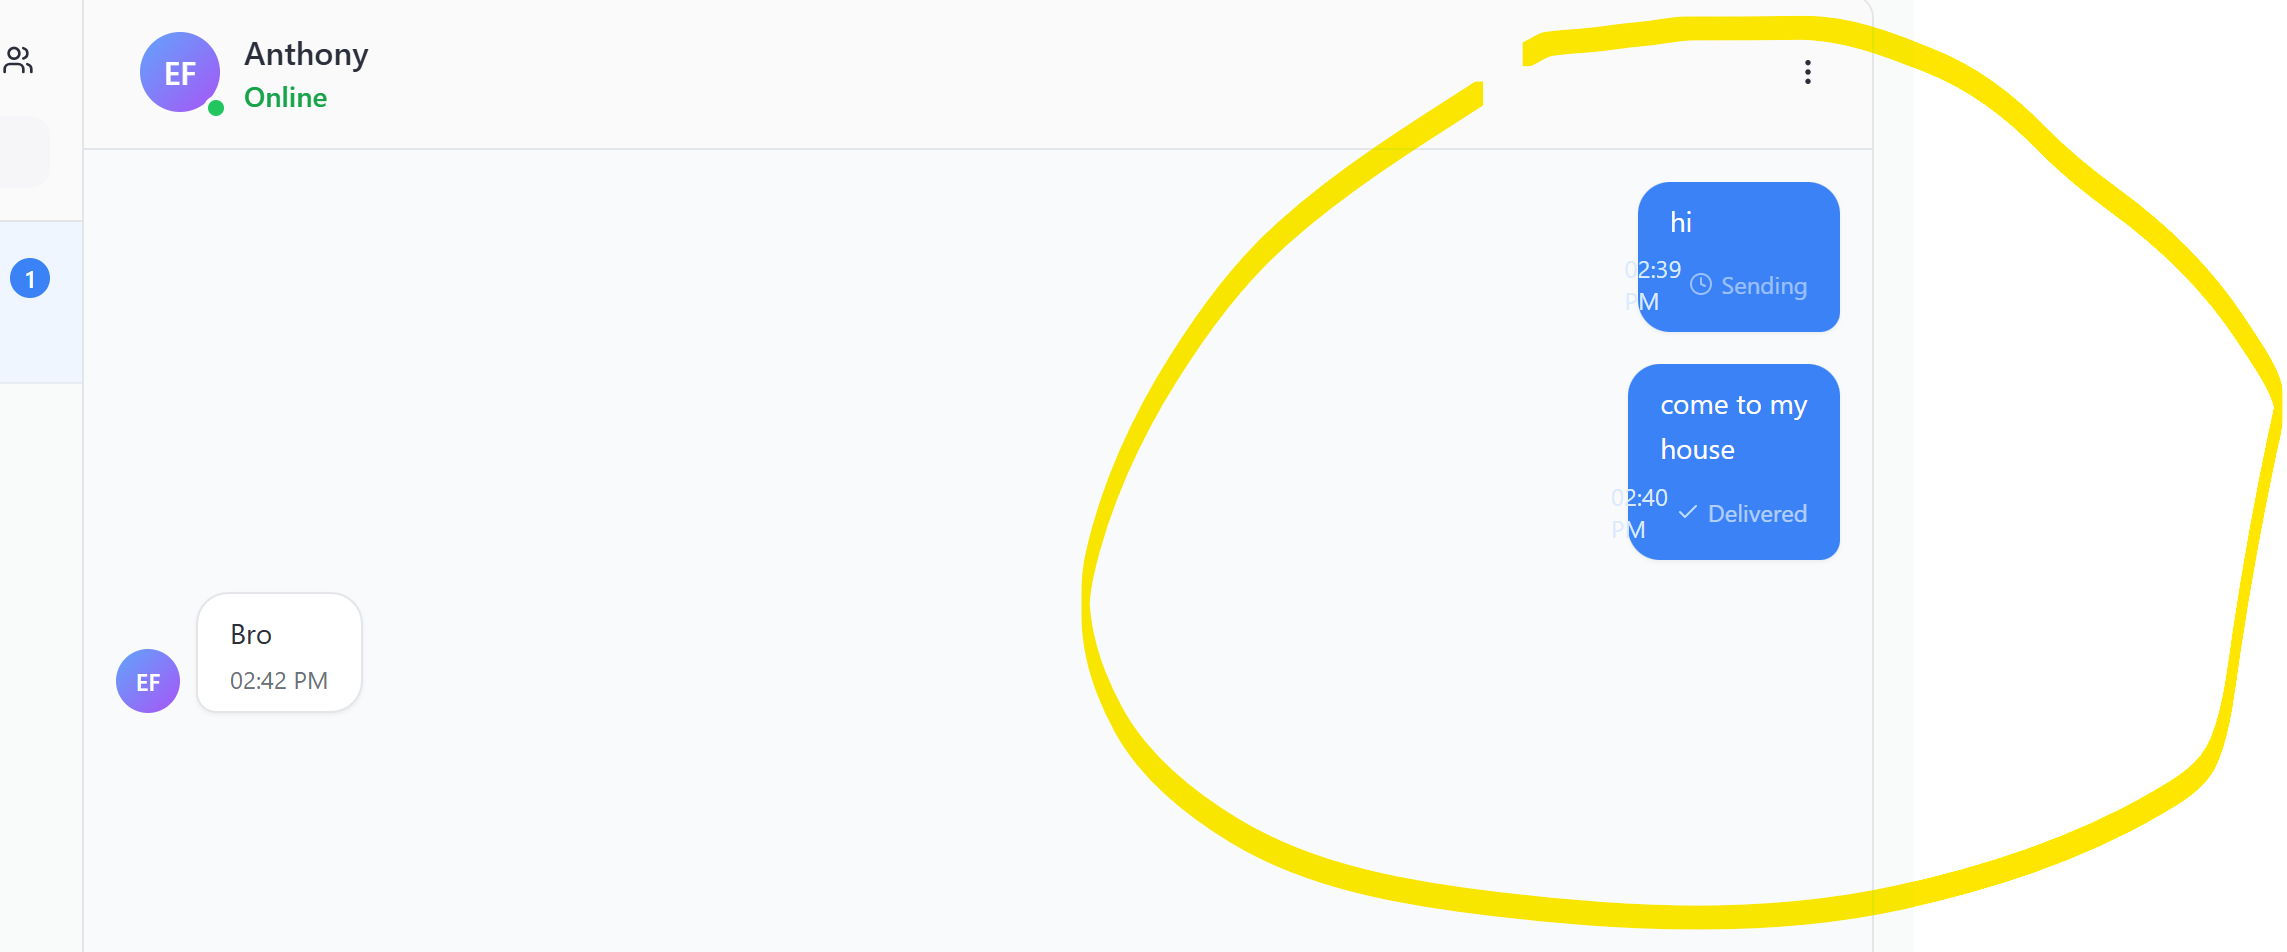 EF
Anthony
Online
1
hi
02:39
PM
Sending
come to my
house
02:40
PM
Delivered
Bro
02:42 PM
EF